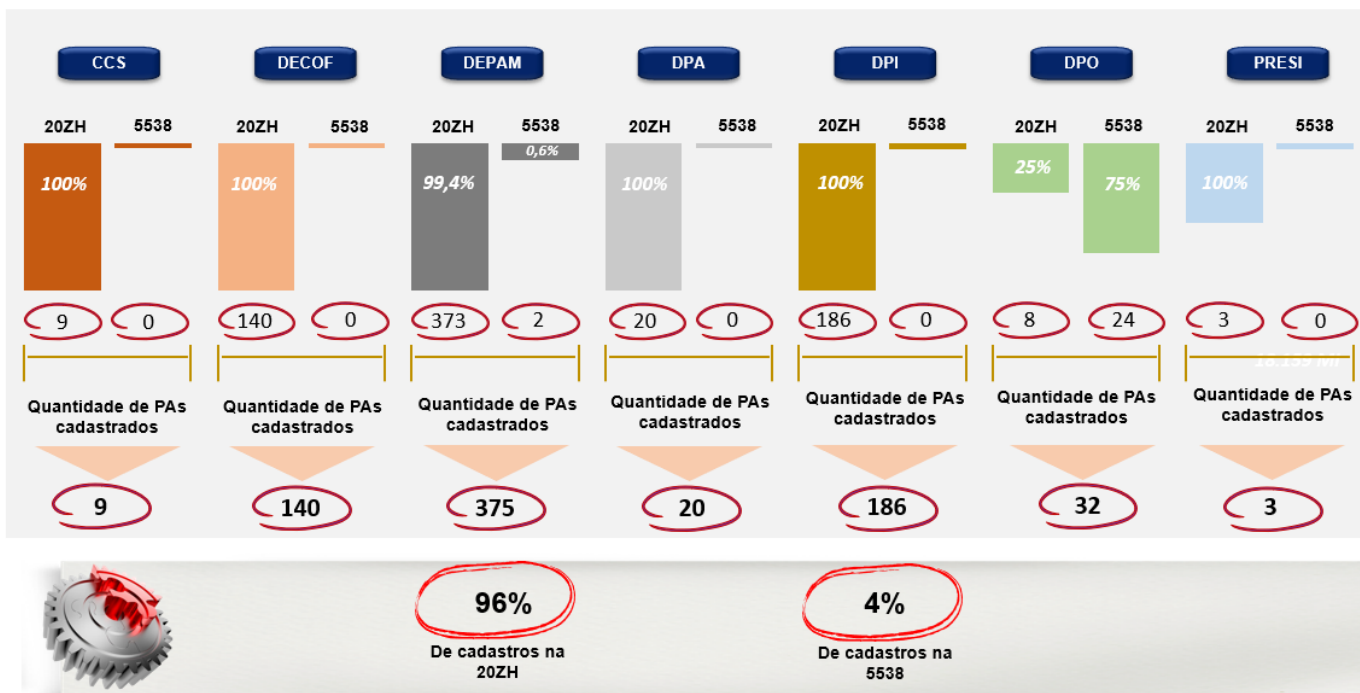 CCS DECOF DEPAM DPA DPI DPO PRESI
20ZH 5538 20ZH 5538 20ZH 5538 20ZH 5538 20ZH 5538 20ZH 5538 20ZH 5538
100% 100% 99,4% 0,6% 100% 100% 25% 75% 100%
9 0 140 0 373 2 20 0 186 0 8 24 3 0
Quantidade de PAs Quantidade de PAs Quantidade de PAs Quantidade de PAs Quantidade de PAs Quantidade de PAs Quantidade de PAs
cadastrados cadastrados cadastrados cadastrados cadastrados cadastrados cadastrados
9 140 375 20 186 32 3
96% 4%
De cadastros na De cadastros na
20ZH 5538